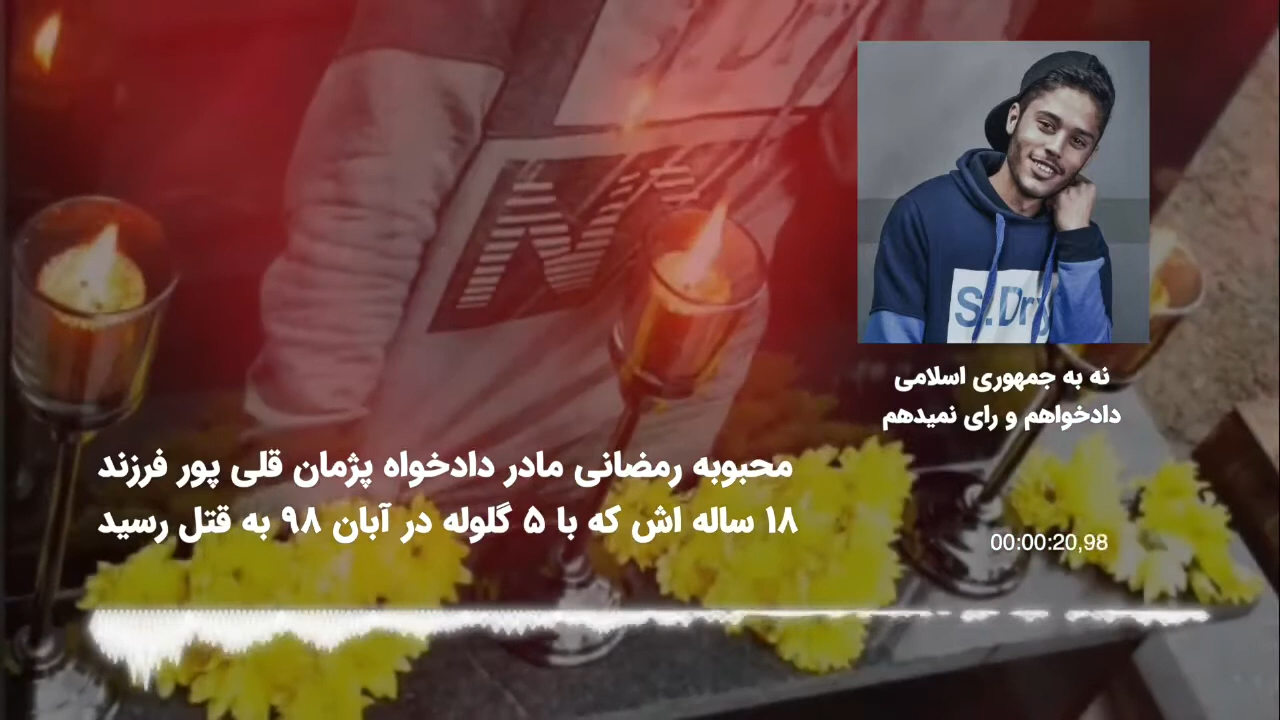 S. Dry
نه به جمهوری اسلامی
دادخواهم و رای نمیدهم
محبوبه رمضانی مادر دادخواه پژمان قلی پور فرزند
۱۸ ساله اش که با ۵ گلوله در آبان ۹۸ به قتل رسید
00:00:20,98